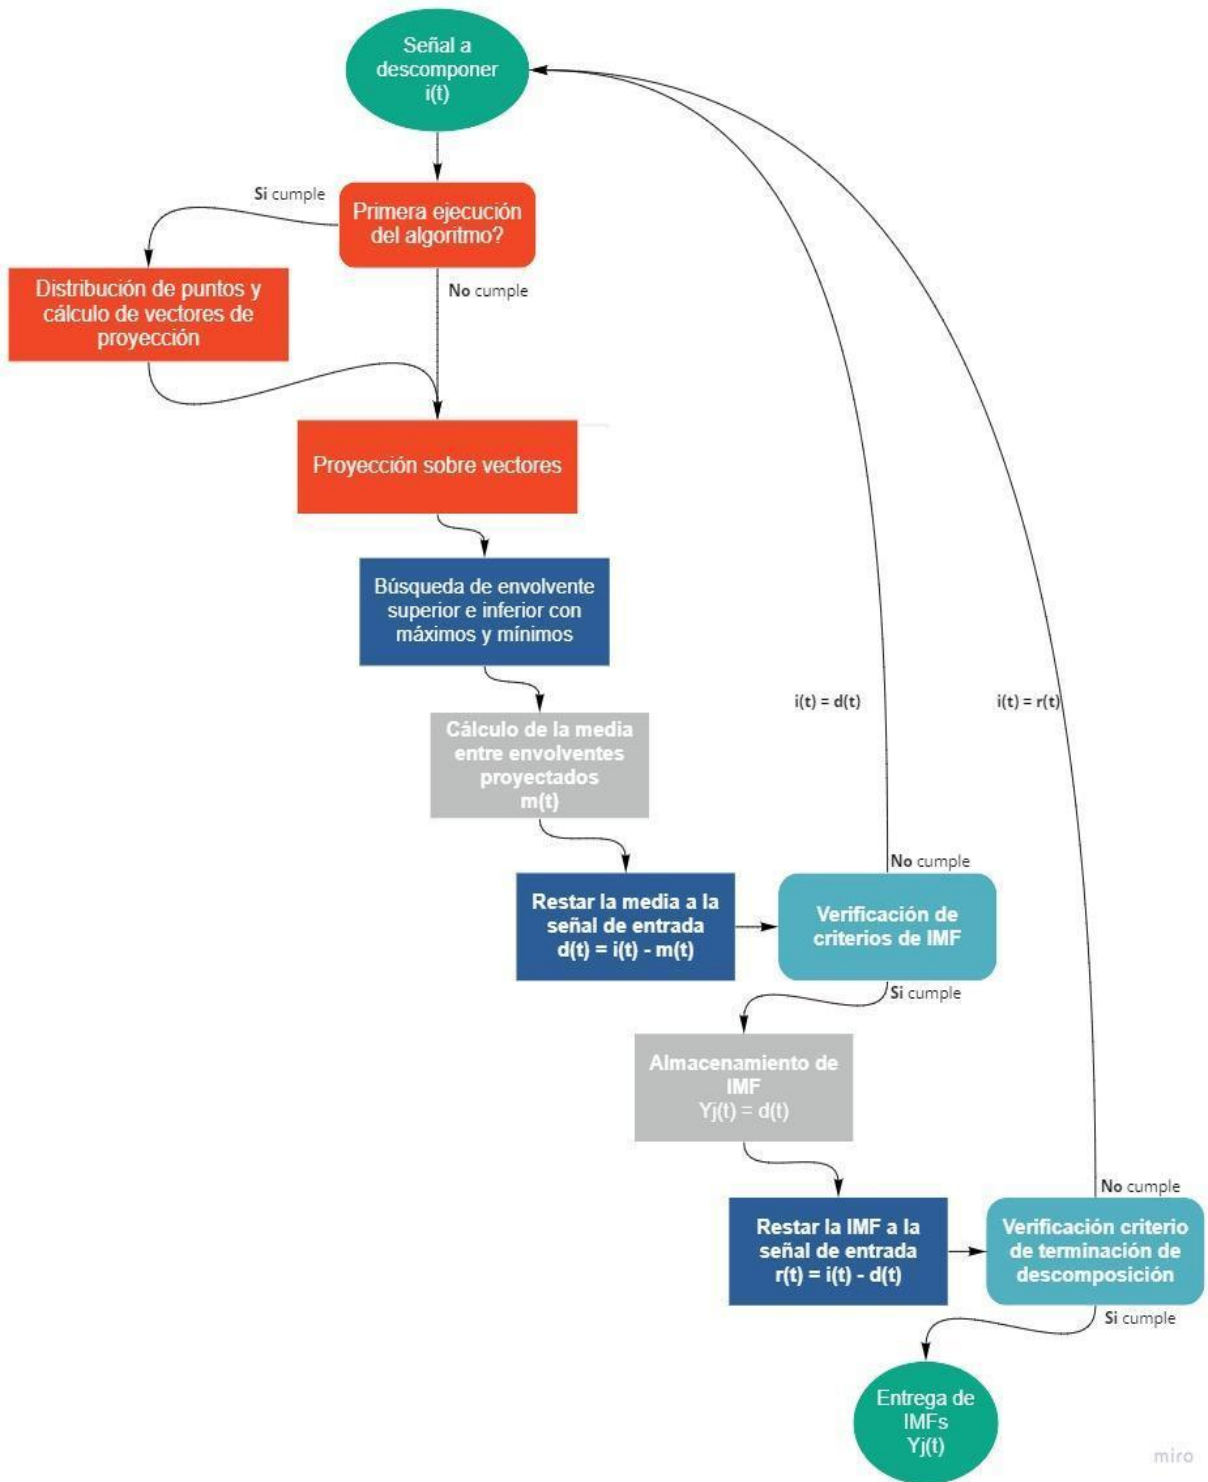 Señal a
descomponer
i(t)
Si cumple
Primera ejecución
del algoritmo?
No cumple
Distribución de puntos y
cálculo de vectores de
proyección
Proyección sobre vectores
Búsqueda de envolvente
superior e inferior con
máximos y mínimos
i(t) = d(t)
i(t) = r(t)
Cálculo de la media
entre envolventes
proyectados
m(t)
No cumple
Restar la media a la
señal de entrada
d(t) = i(t) - m(t)
Verificación de
criterios de IMF
Si cumple
Almacenamiento de
IMF
Yj(t) = d(t)
No cumple
Restar la IMF a la
señal de entrada
r(t) = i(t) - d(t)
Verificación criterio
de terminación de
descomposición
Si cumple
Entrega de
IMFs
Yj(t)
miro